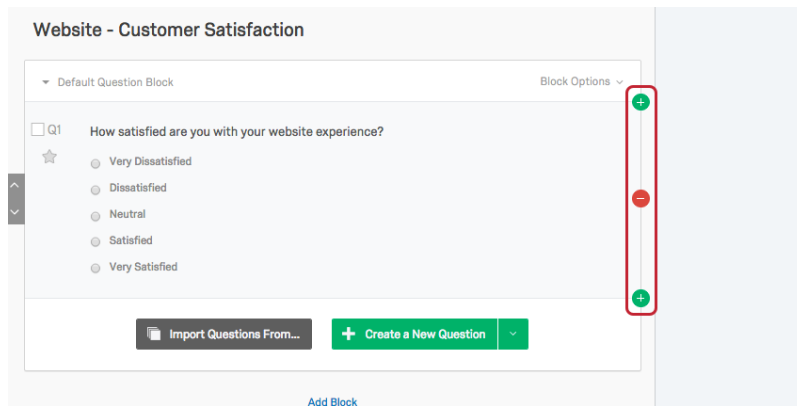 Website - Customer Satisfaction
Default Question Block
Block Options
Q1
How satisfied are you with your website experience?
Very Dissatisfied
Dissatisfied
Neutral
Satisfied
Very Satisfied
Import Questions From...
Create a New Question
Add Block